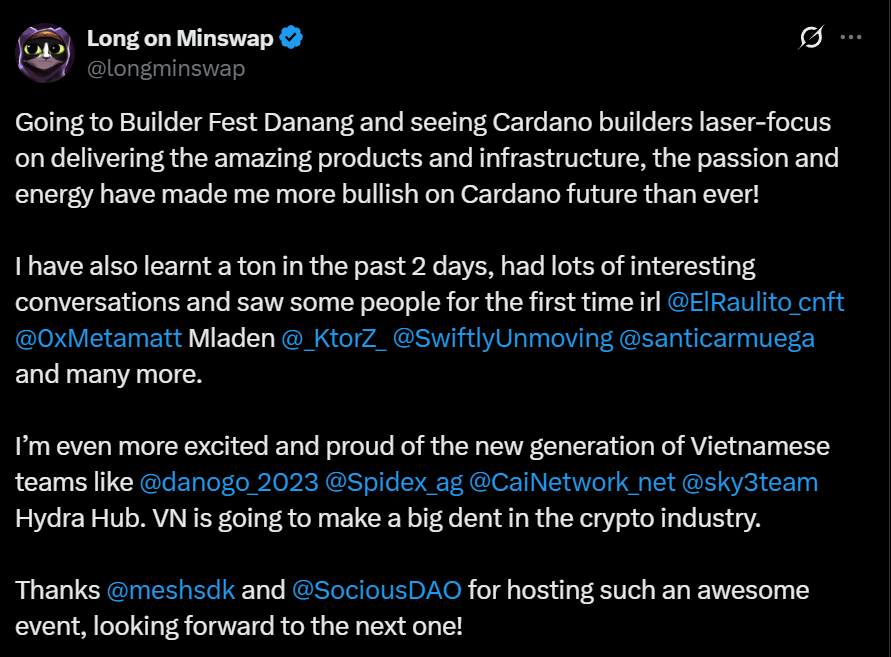 Long on Minswap
@longminswap
Going to Builder Fest Danang and seeing Cardano builders laser-focus
on delivering the amazing products and infrastructure, the passion and
energy have made me more bullish on Cardano future than ever!
I have also learnt a ton in the past 2 days, had lots of interesting
conversations and saw some people for the first time irl @ElRaulito_cnft
@0xMetamatt Mladen @_KtorZ_ @SwiftlyUnmoving @santicarmuega
and many more.
I’m even more excited and proud of the new generation of Vietnamese
teams like @danogo_2023 @Spidex_ag @CaiNetwork_net @sky3team
Hydra Hub. VN is going to make a big dent in the crypto industry.
Thanks @meshsdk and @SociousDAO for hosting such an awesome
event, looking forward to the next one!